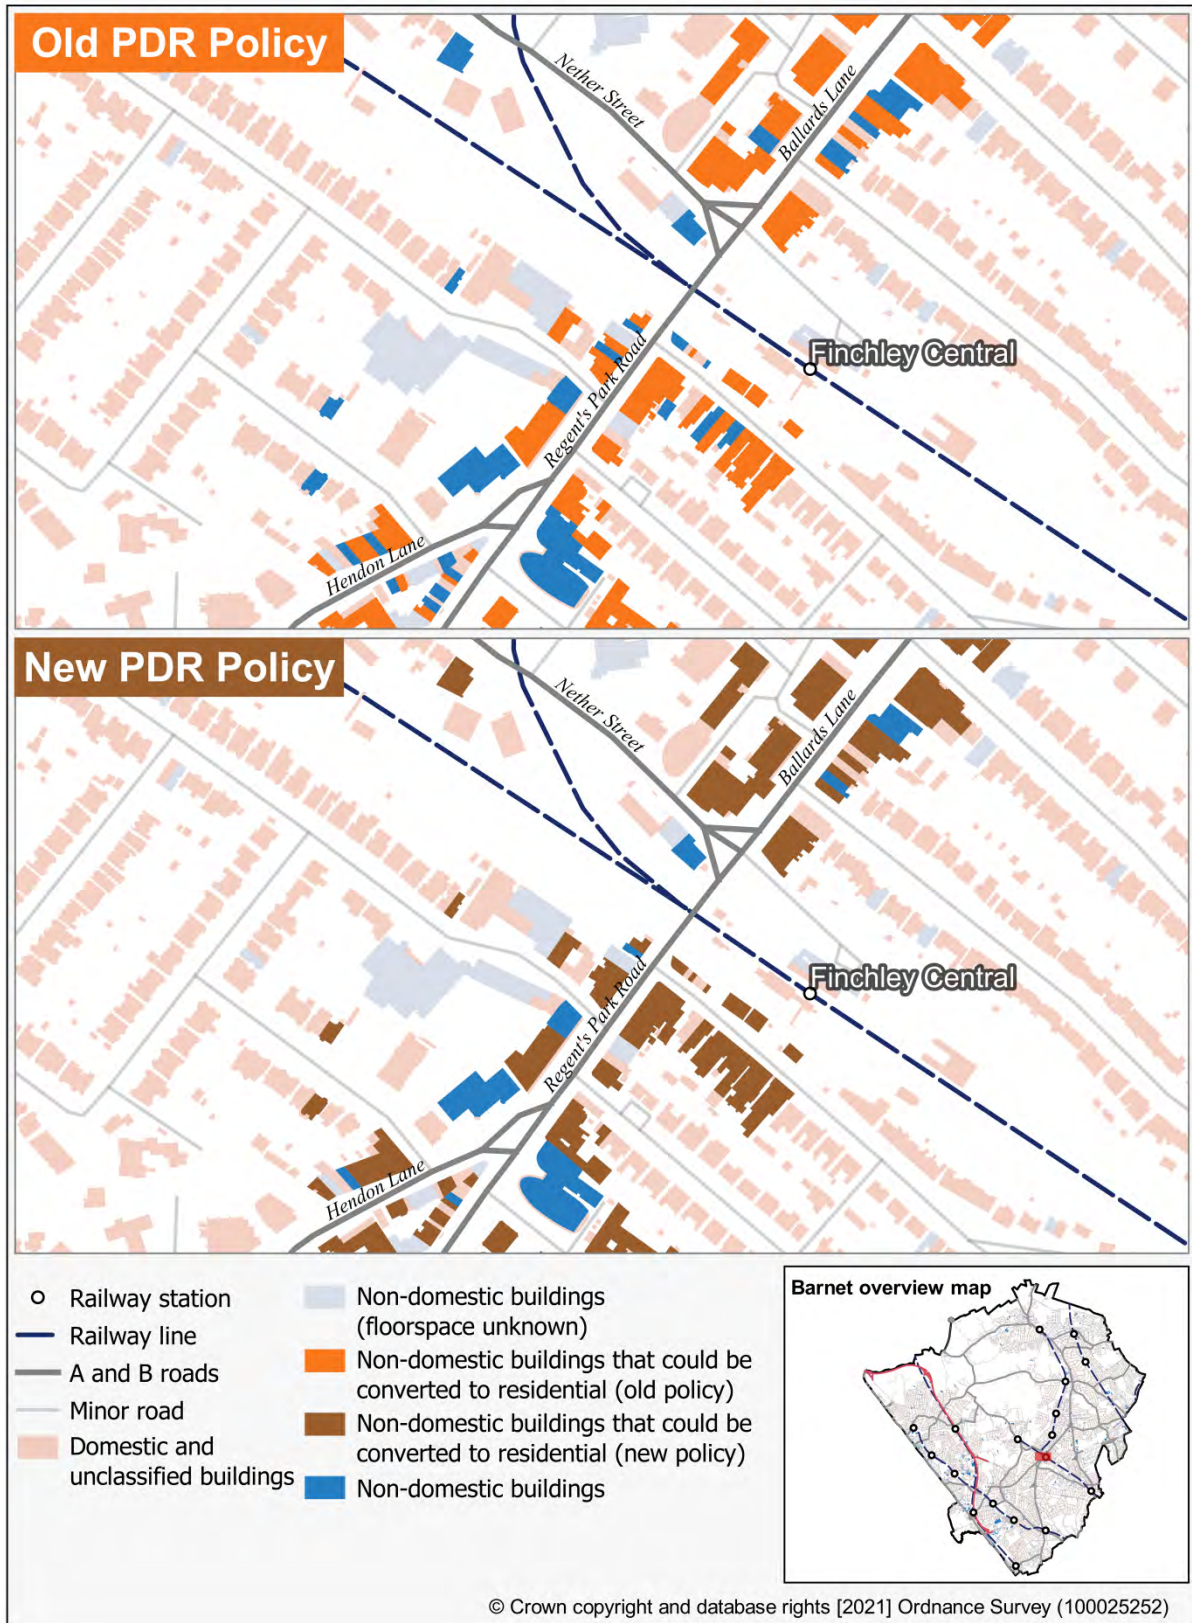 Old PDR Policy
Nether Street
Ballards Lane
Finchley Central
Regent's Park Road
Hendon Lane
New PDR Policy
Nether Street
Ballards Lane
Finchley Central
Regent's Park Road
Hendon Lane
Railway station
Railway line
A and B roads
Minor road
Domestic and
unclassified buildings
Non-domestic buildings
(floorspace unknown)
Non-domestic buildings that could be
converted to residential (old policy)
Non-domestic buildings that could be
converted to residential (new policy)
Non-domestic buildings
Barnet overview map
© Crown copyright and database rights [2021] Ordnance Survey (100025252)